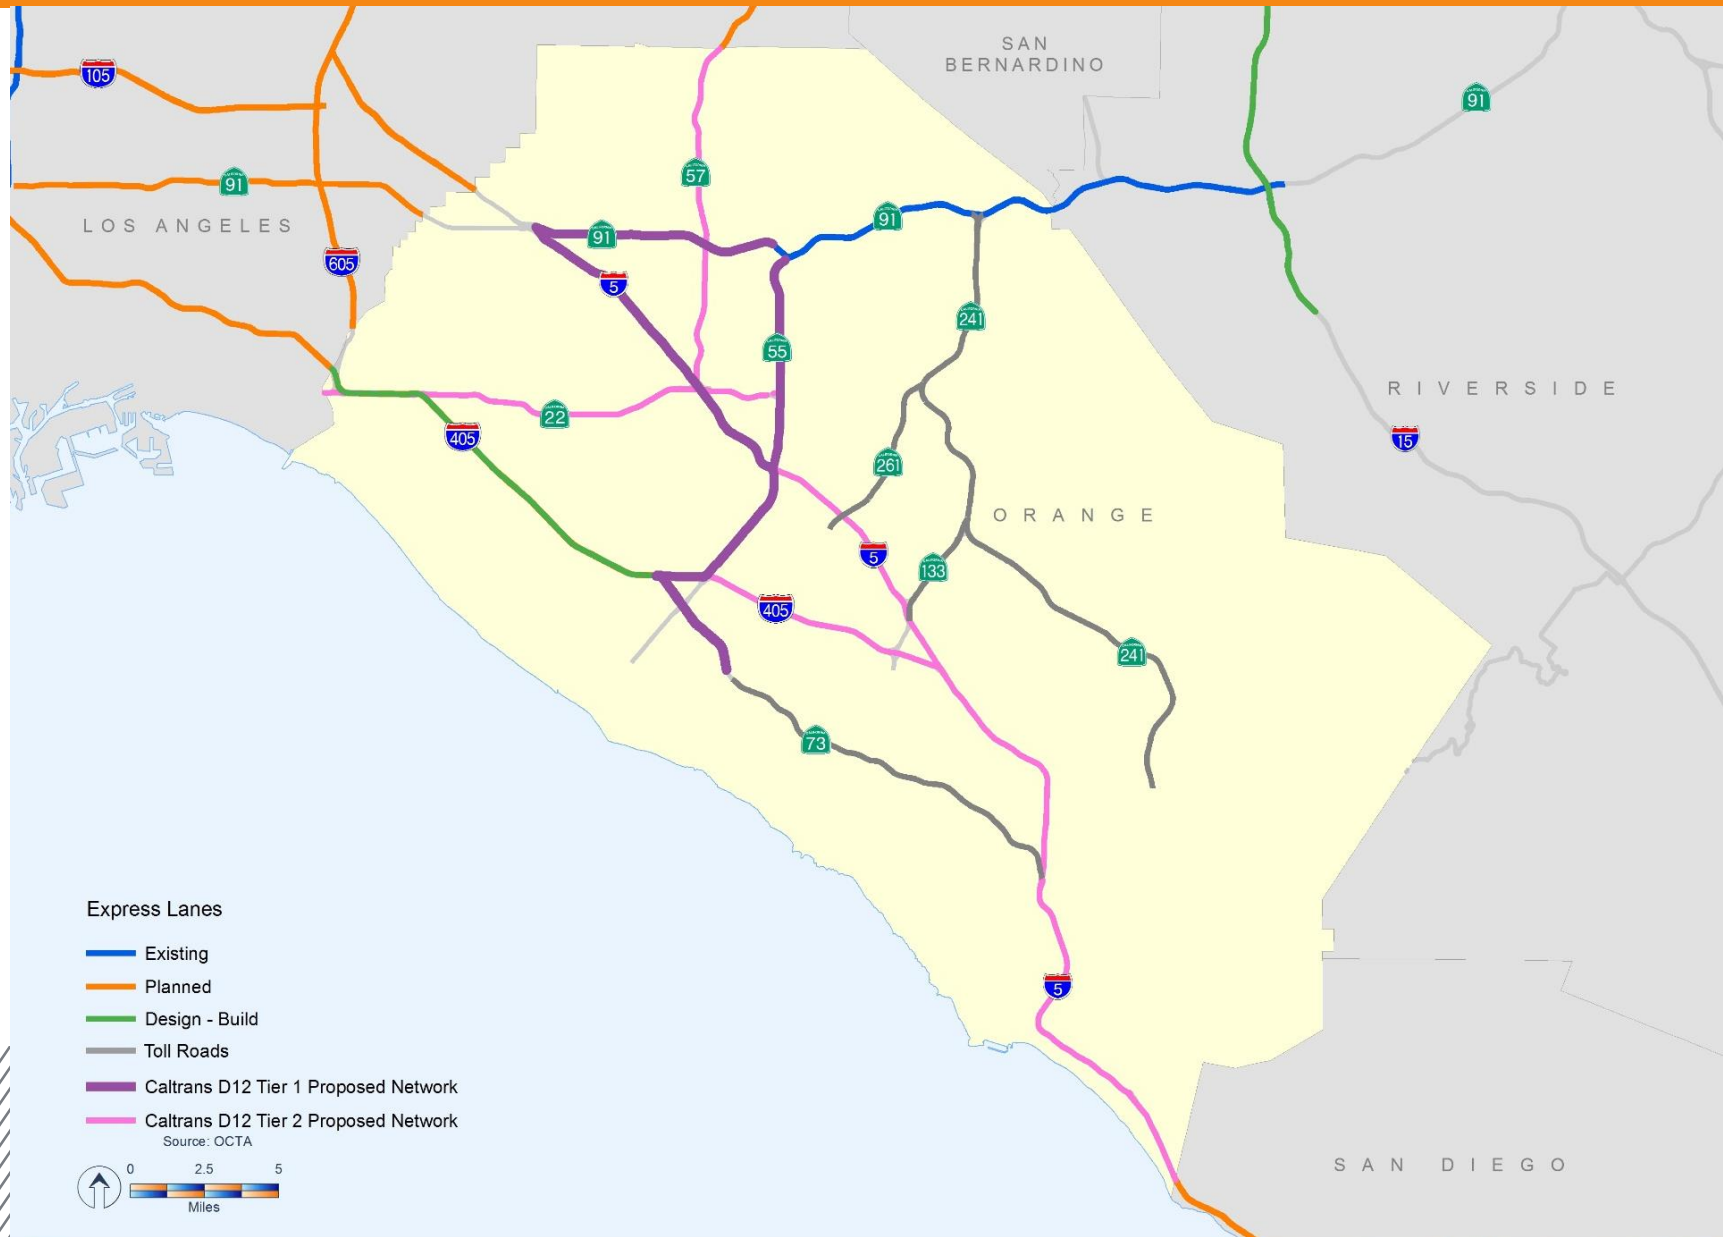 SAN
BERNARDINO
105
91
57
91
LOS ANGELES
91
91
605
5
241
55
RIVERSIDE
22
405
15
261
ORANGE
5
133
405
241
73
Express Lanes
Existing
Planned
Design - Build
Toll Roads
Caltrans D12 Tier 1 Proposed Network
Caltrans D12 Tier 2 Proposed Network
Source: OCTA
0 2.5 5
Miles
5
SAN DIEGO